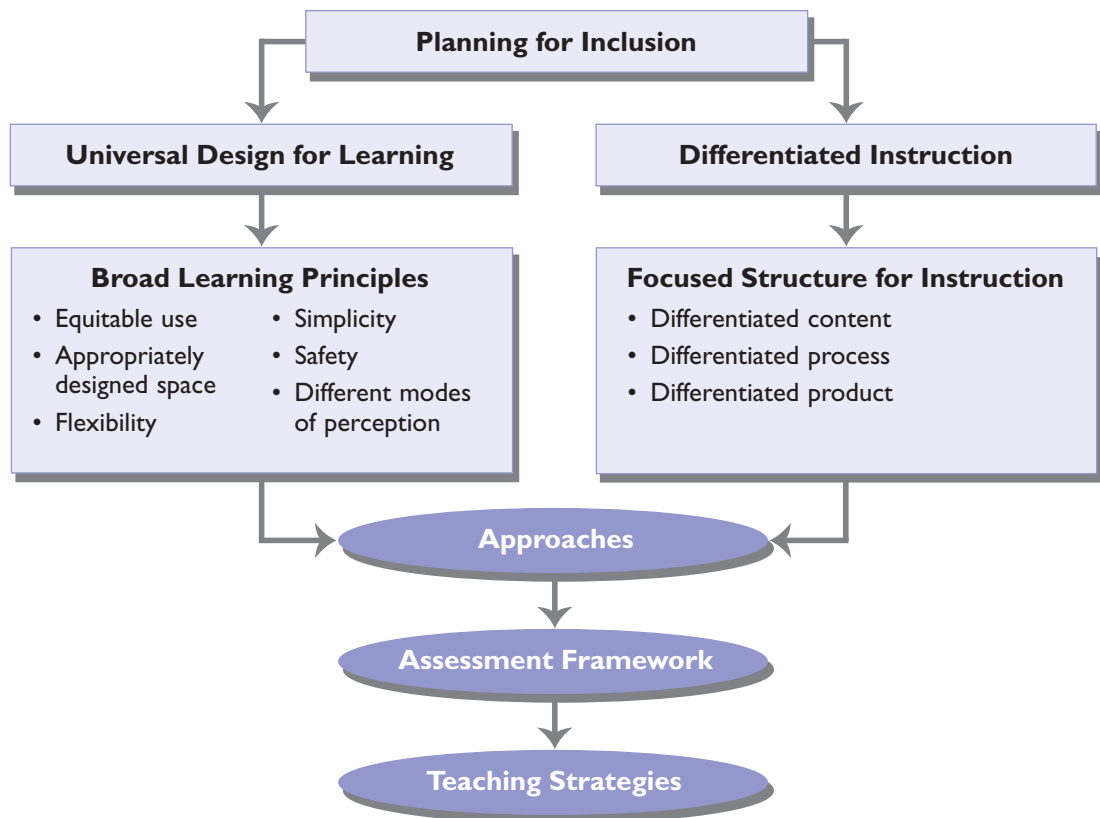 Planning for Inclusion
Universal Design for Learning
Differentiated Instruction
Broad Learning Principles
• Equitable use
• Appropriately
designed space
• Flexibility
• Simplicity
• Safety
• Different modes
of perception
Focused Structure for Instruction
• Differentiated content
• Differentiated process
• Differentiated product
Approaches
Assessment Framework
Teaching Strategies